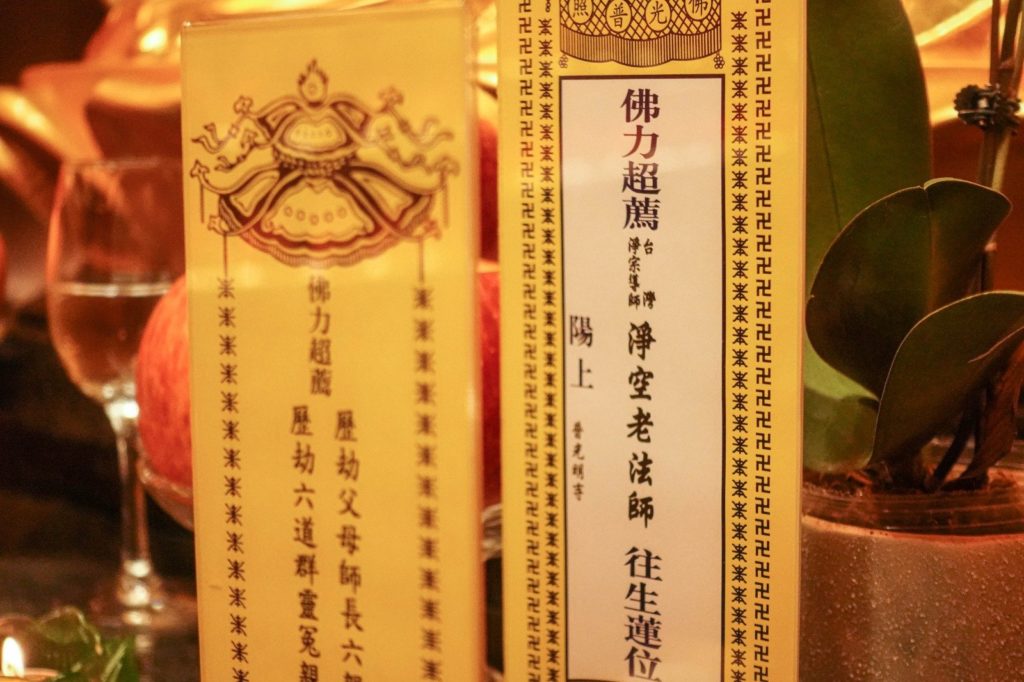 佛力超薦
歷劫父母師長六親
歷劫六道群靈冤親
佛光普照
佛力超薦
台灣
淨宗導師
淨空老法師
往生蓮位
陽上
普光明寺